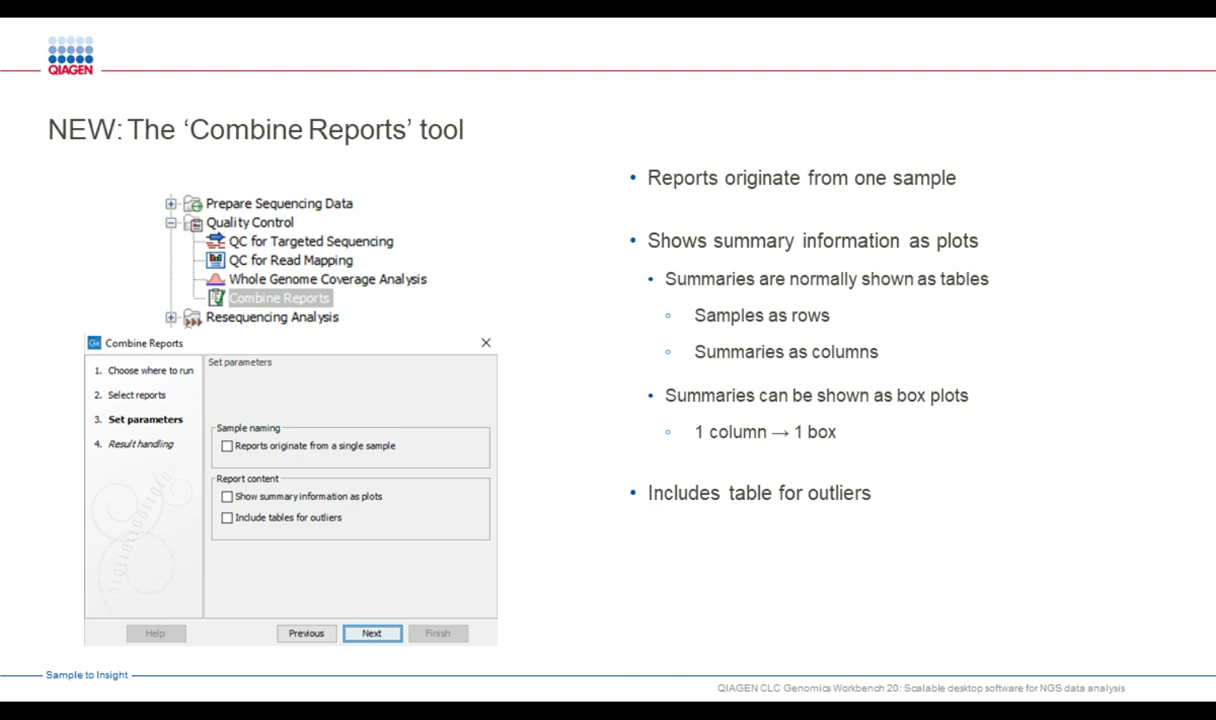 QIAGEN
NEW: The ‘Combine Reports’ tool
Prepare Sequencing Data
Quality Control
QC for Targeted Sequencing
QC for Read Mapping
Whole Genome Coverage Analysis
Combine Reports
Resequencing Analysis
Gx Combine Reports
1. Choose where to run
2. Select reports
3. Set parameters
4. Result handling
Set parameters
Sample naming
Reports originate from a single sample
Report content
Show summary information as plots
Include tables for outliers
Help
Previous
Next
Finish
• Reports originate from one sample
• Shows summary information as plots
• Summaries are normally shown as tables
Samples as rows
Summaries as columns
• Summaries can be shown as box plots
1 column → 1 box
• Includes table for outliers
Sample to Insight
QIAGEN CLC Genomics Workbench 20: Scalable desktop software for NGS data analysis